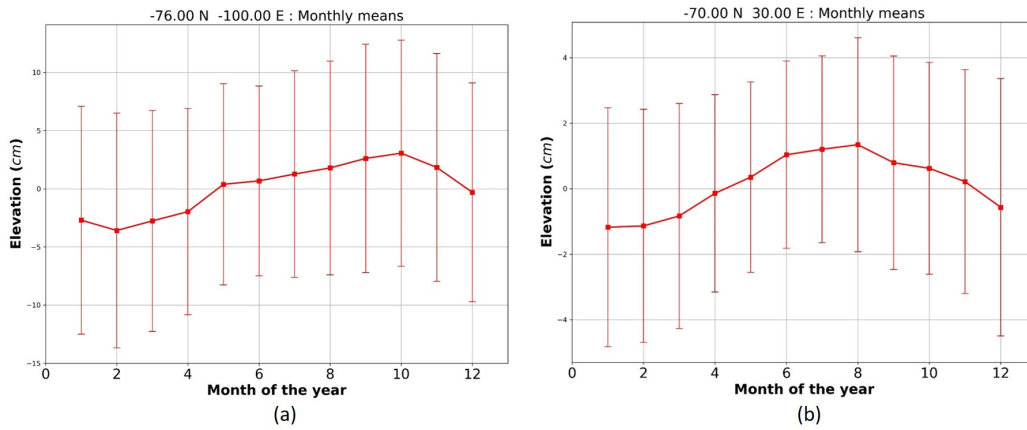 -76.00 N -100.00 E : Monthly means
10
5
0
−5
−10
−15
Elevation (cm)
0 2 4 6 8 10 12
Month of the year
(a)
-70.00 N 30.00 E : Monthly means
4
2
0
−2
−4
Elevation (cm)
0 2 4 6 8 10 12
Month of the year
(b)